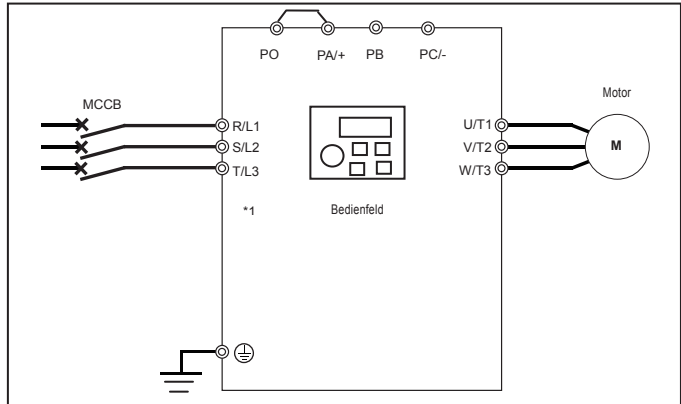 PO PA/+ PB PC/-
MCCB
Motor
R/L1
U/T1
S/L2
V/T2
M
T/L3
W/T3
*1
Bedienfeld